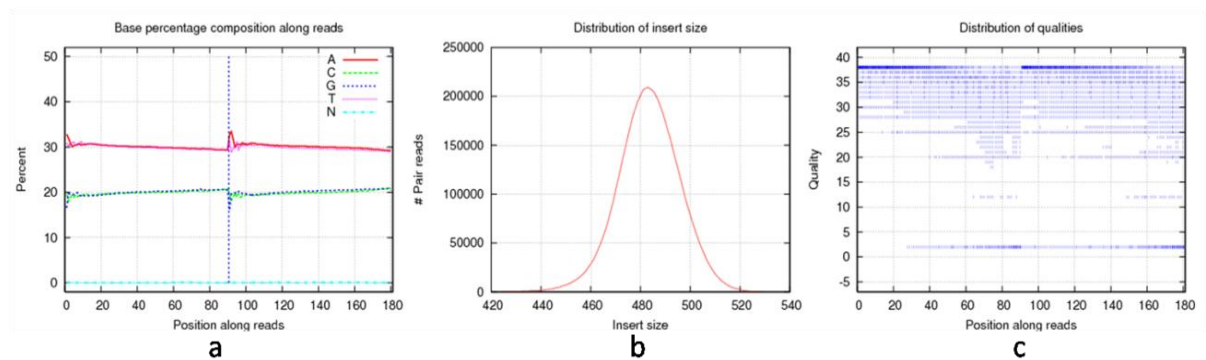 Base percentage composition along reads
50
40
30
20
10
0
A
C
G
T
N
Percent
0 20 40 60 80 100 120 140 160 180
Position along reads
a
Distribution of insert size
250000
200000
150000
100000
50000
0
# Pair reads
420 440 460 480 500 520 540
Insert size
b
Distribution of qualities
40
35
30
25
20
15
10
5
0
-5
Quality
0 20 40 60 80 100 120 140 160 180
Position along reads
c